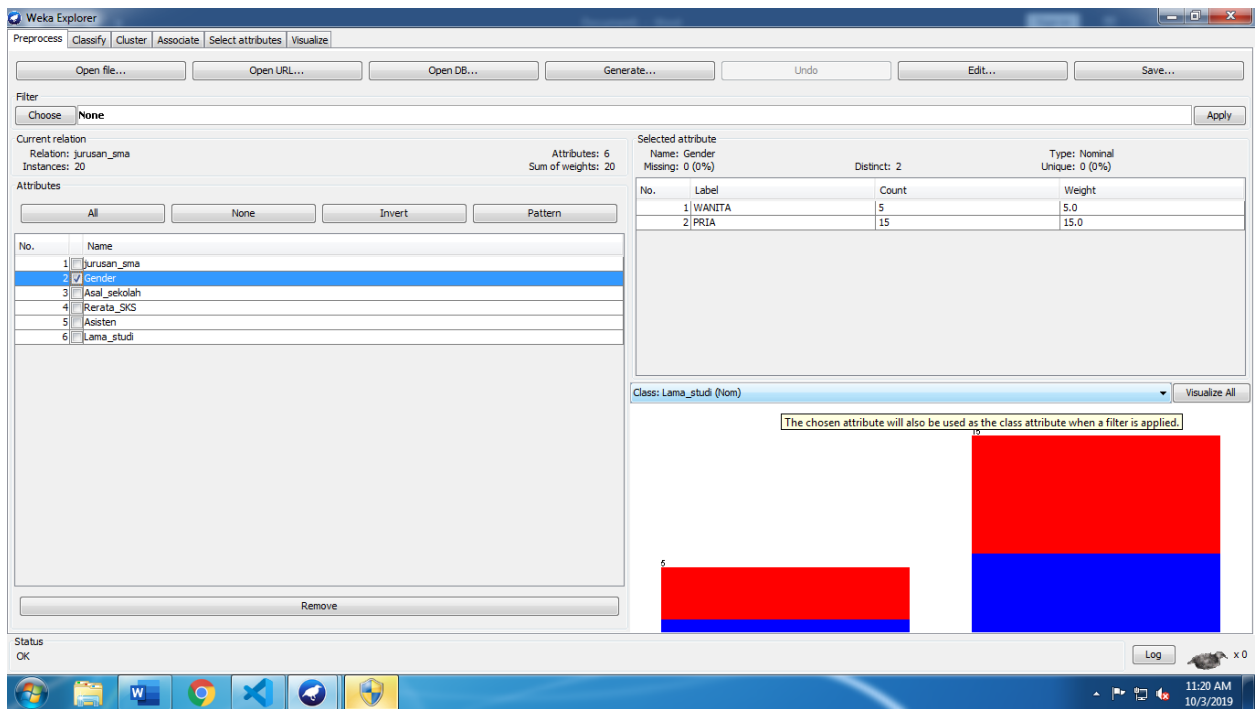 Weka Explorer
Preprocess Classify Cluster Associate Select attributes Visualize
Open file... Open URL... Open DB... Generate... Undo Edit... Save...
Filter
Choose None Apply
Current relation
Relation: jurusan_sma Attributes: 6
Instances: 20 Sum of weights: 20
Attributes
All None Invert Pattern
No. Name
1 jurusan_sma
2 Gender
3 Asal_sekolah
4 Rerata_SKS
5 Asisten
6 Lama_studi
Remove
Selected attribute
Name: Gender Type: Nominal
Missing: 0 (0%) Distinct: 2 Unique: 0 (0%)
No. Label Count Weight
1 WANITA 5 5.0
2 PRIA 15 15.0
Class: Lama_studi (Nom) Visualize All
The chosen attribute will also be used as the class attribute when a filter is applied.
15
5
Status
OK
Log x 0
11:20 AM
10/3/2019